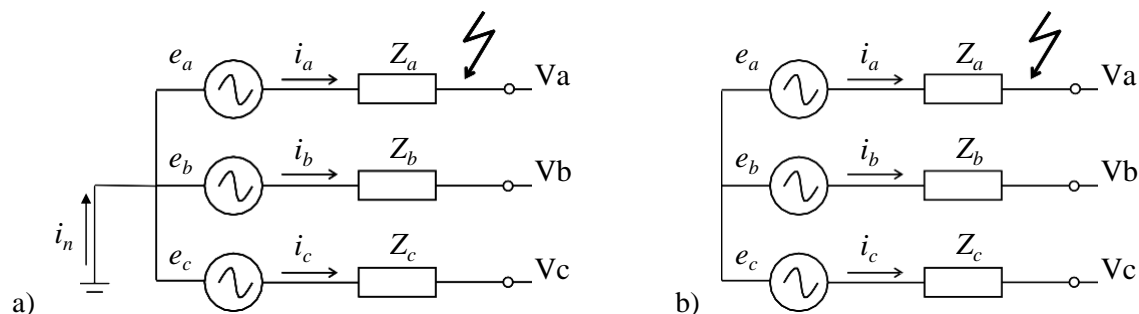 e_a i_a Z_a Va
e_b i_b Z_b Vb
i_n
e_c i_c Z_c Vc
a)
e_a i_a Z_a Va
e_b i_b Z_b Vb
e_c i_c Z_c Vc
b)